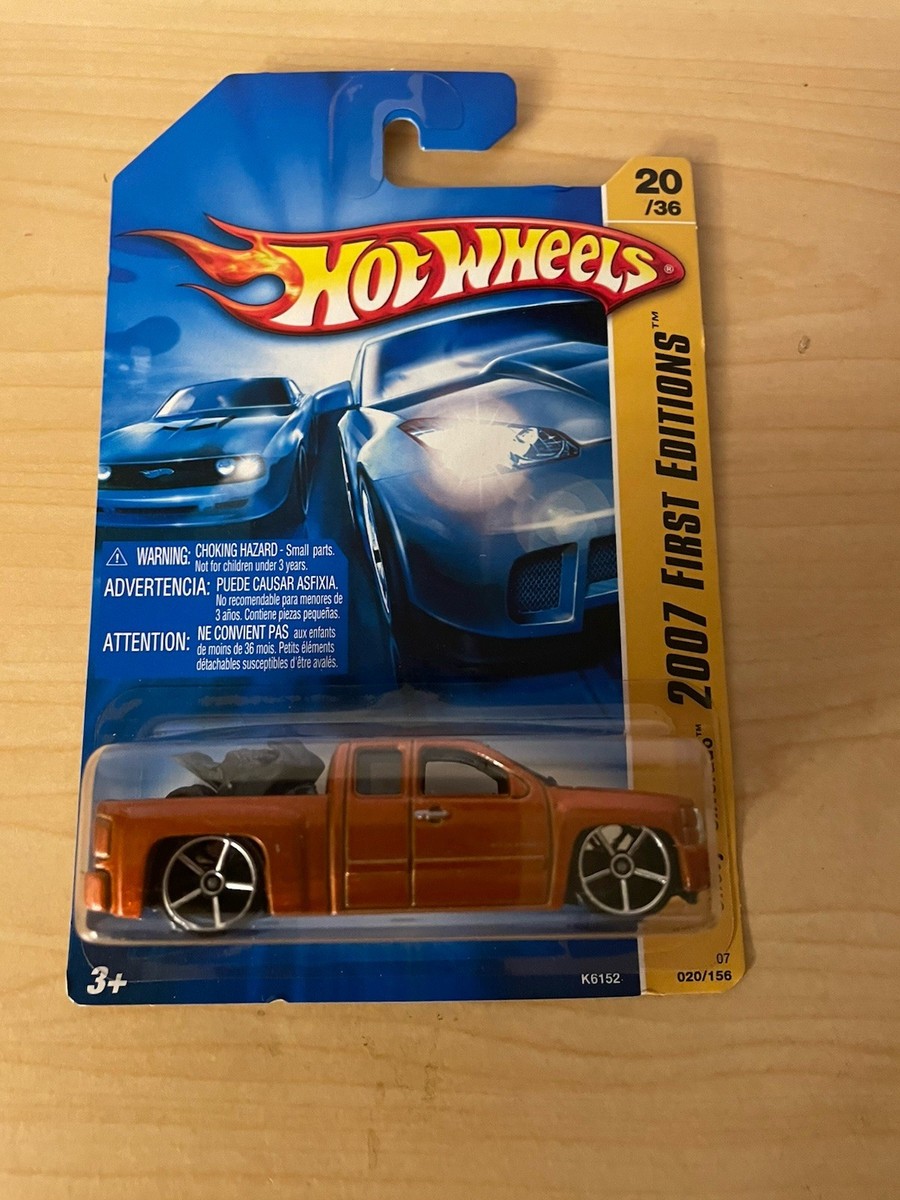 20
/36
HOT WHEELS®
2007 FIRST EDITIONS™
⚠ WARNING: CHOKING HAZARD - Small parts.
Not for children under 3 years.
ADVERTENCIA: PUEDE CAUSAR ASFIXIA.
No recomendable para menores de
3 años. Contiene piezas pequeñas.
ATTENTION: NE CONVIENT PAS aux enfants
de moins de 36 mois. Petits éléments
détachables susceptibles d'être avalés.
3+
K6152
07
020/156